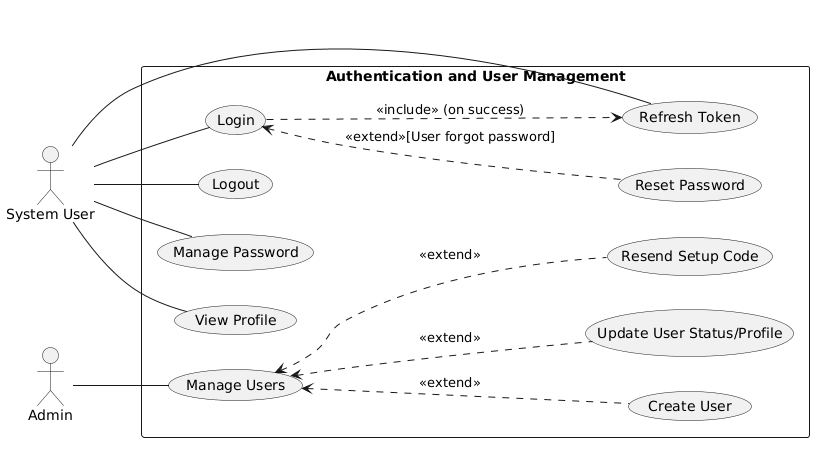 Authentication and User Management
Login
«include» (on success)
Refresh Token
«extend»[User forgot password]
Reset Password
System User
Logout
Manage Password
«extend»
Resend Setup Code
View Profile
«extend»
Update User Status/Profile
Admin
Manage Users
«extend»
Create User